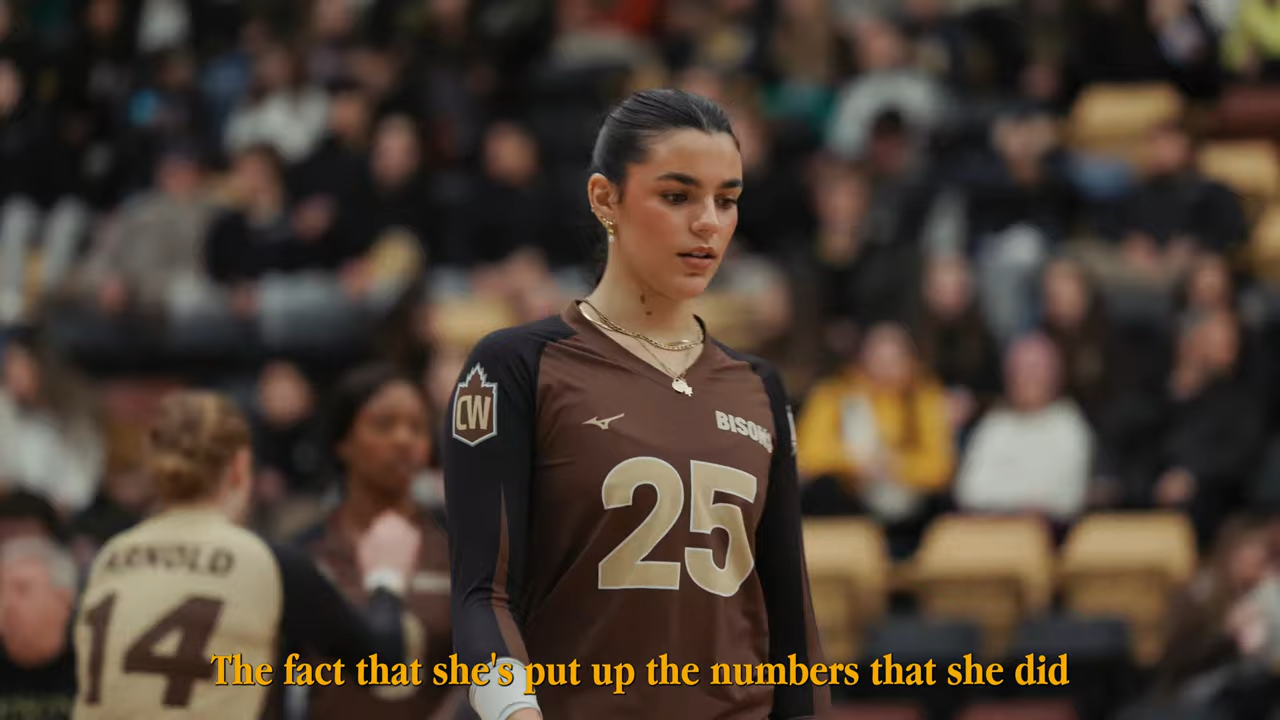 CW
BISONS
25
ARNOLD
14
The fact that she's put up the numbers that she did